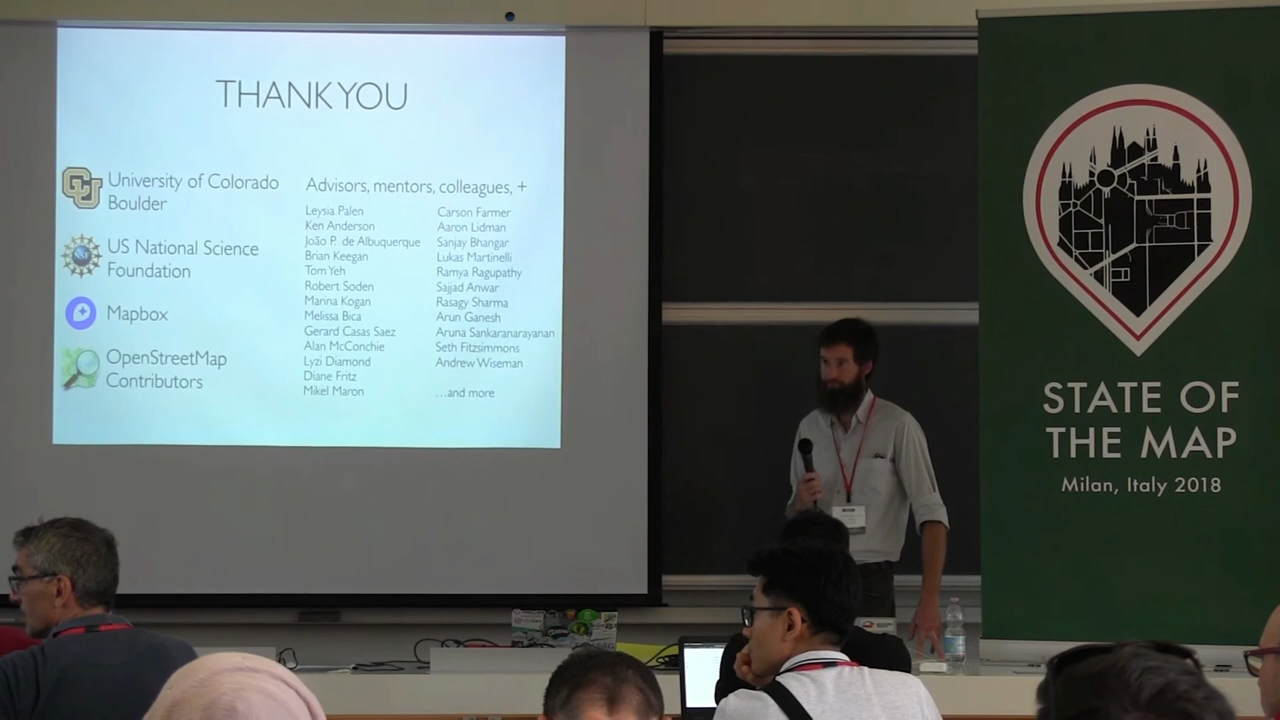 THANK YOU
University of Colorado
Boulder
US National Science
Foundation
Mapbox
OpenStreetMap
Contributors
Advisors, mentors, colleagues, +
Leysia Palen
Ken Anderson
João P. de Albuquerque
Brian Keegan
Tom Yeh
Robert Soden
Marina Kogan
Melissa Bica
Gerard Casas Saez
Alan McConchie
Lyzi Diamond
Diane Fritz
Mikel Maron
Carson Farmer
Aaron Lidman
Sanjay Bhangar
Lukas Martinelli
Ramya Ragupathy
Sajjad Anwar
Rasagy Sharma
Arun Ganesh
Aruna Sankaranarayanan
Seth Fitzsimmons
Andrew Wiseman
...and more
STATE OF
THE MAP
Milan, Italy 2018